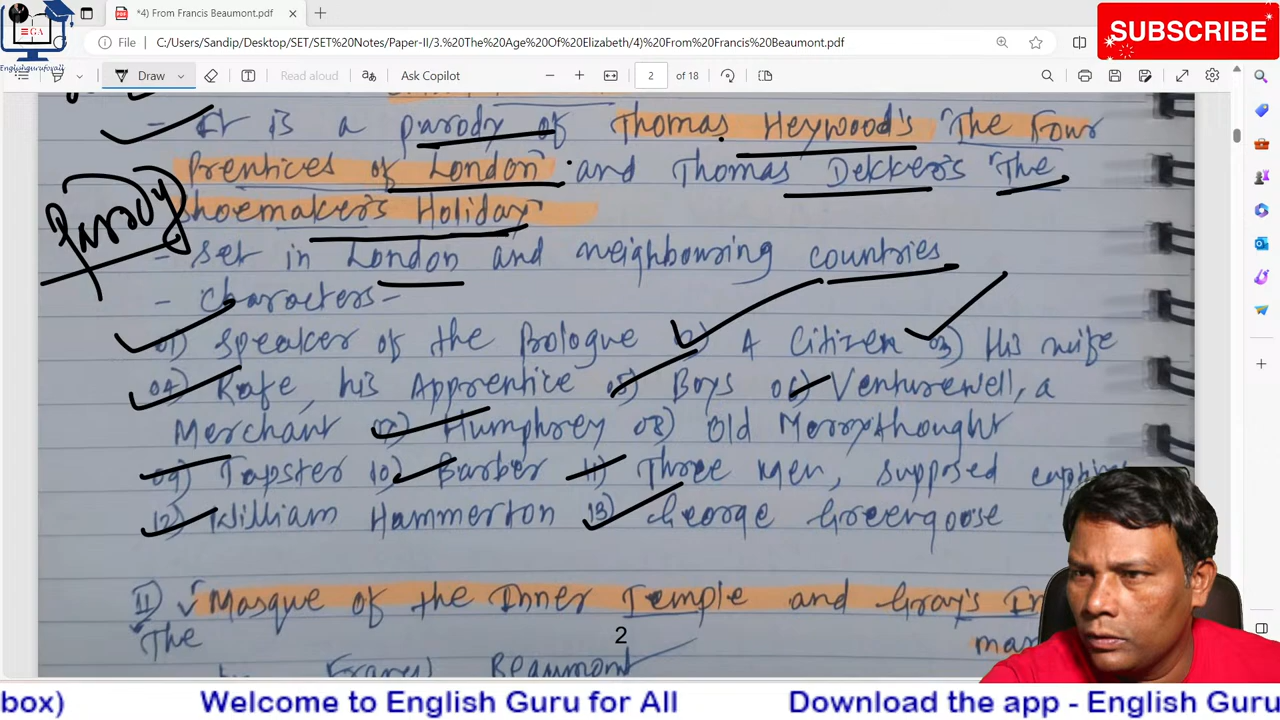 *4) From Francis Beaumont.pdf
SUBSCRIBE
EGA
Englishguruforall
File C:/Users/Sandip/Desktop/SET/SET%20Notes/Paper-II/3.%20The%20Age%20Of%20Elizabeth/4)%20From%20Francis%20Beaumont.pdf
Draw Read aloud Ask Copilot 2 of 18
- It is a parody of Thomas Heywood's "The Four
Prentices of London" and Thomas Dekker's "The
Shoemaker's Holiday"
Parody
- Set in London and neighbouring countries
- Characters -
01) Speaker of the Prologue 02) A Citizen 03) His wife
04) Rafe, his Apprentice 05) Boys 06) Venturewell, a
Merchant 07) Humphrey 08) Old Merrythought
09) Tapster 10) Barber 11) Three Men, supposed
12) William Hammerton 13) George Greengoose
II) Masque of the Inner Temple and Gray's
The
2
Beaumont
box) Welcome to English Guru for All Download the app - English Guru